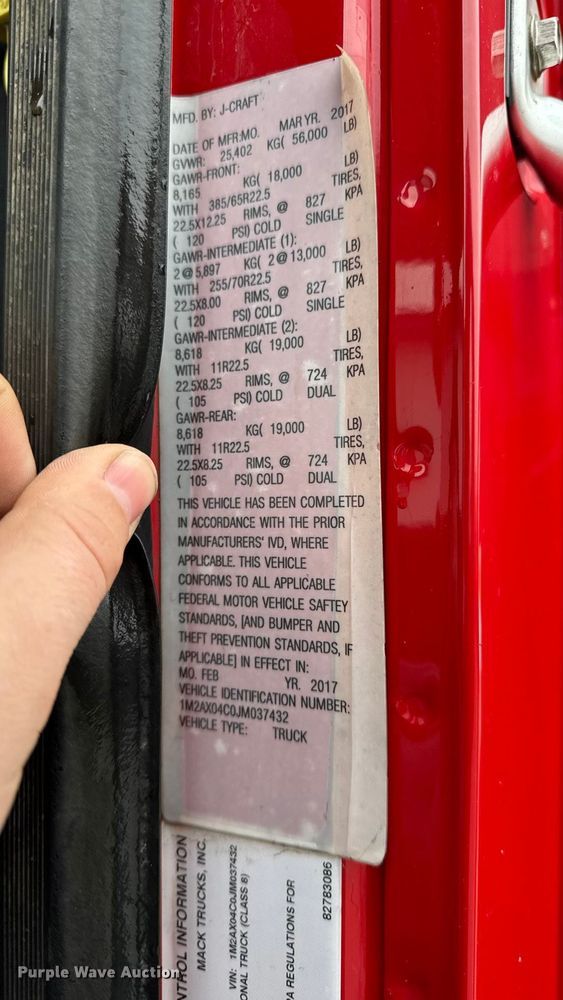 MFD. BY: J-CRAFT
DATE OF MFR:MO. MAR YR. 2017
GVWR: 25,402 KG( 56,000 LB)
GAWR-FRONT:
8,165 KG( 18,000 LB)
WITH 385/65R22.5 TIRES,
22.5X12.25 RIMS, @ 827 KPA
( 120 PSI) COLD SINGLE
GAWR-INTERMEDIATE (1):
2@5,897 KG( 2@13,000 LB)
WITH 255/70R22.5 TIRES,
22.5X8.00 RIMS, @ 827 KPA
( 120 PSI) COLD SINGLE
GAWR-INTERMEDIATE (2):
8,618 KG( 19,000 LB)
WITH 11R22.5 TIRES,
22.5X8.25 RIMS, @ 724 KPA
( 105 PSI) COLD DUAL
GAWR-REAR:
8,618 KG( 19,000 LB)
WITH 11R22.5 TIRES,
22.5X8.25 RIMS, @ 724 KPA
( 105 PSI) COLD DUAL
THIS VEHICLE HAS BEEN COMPLETED
IN ACCORDANCE WITH THE PRIOR
MANUFACTURERS' IVD, WHERE
APPLICABLE. THIS VEHICLE
CONFORMS TO ALL APPLICABLE
FEDERAL MOTOR VEHICLE SAFTEY
STANDARDS, [AND BUMPER AND
THEFT PREVENTION STANDARDS, IF
APPLICABLE] IN EFFECT IN:
MO. FEB YR. 2017
VEHICLE IDENTIFICATION NUMBER:
1M2AX04C0JM037432
VEHICLE TYPE: TRUCK
NTROL INFORMATION
MACK TRUCKS, INC.
VIN: 1M2AX04C0JM037432
ONAL TRUCK (CLASS 8)
A REGULATIONS FOR
82783086
Purple Wave Auction